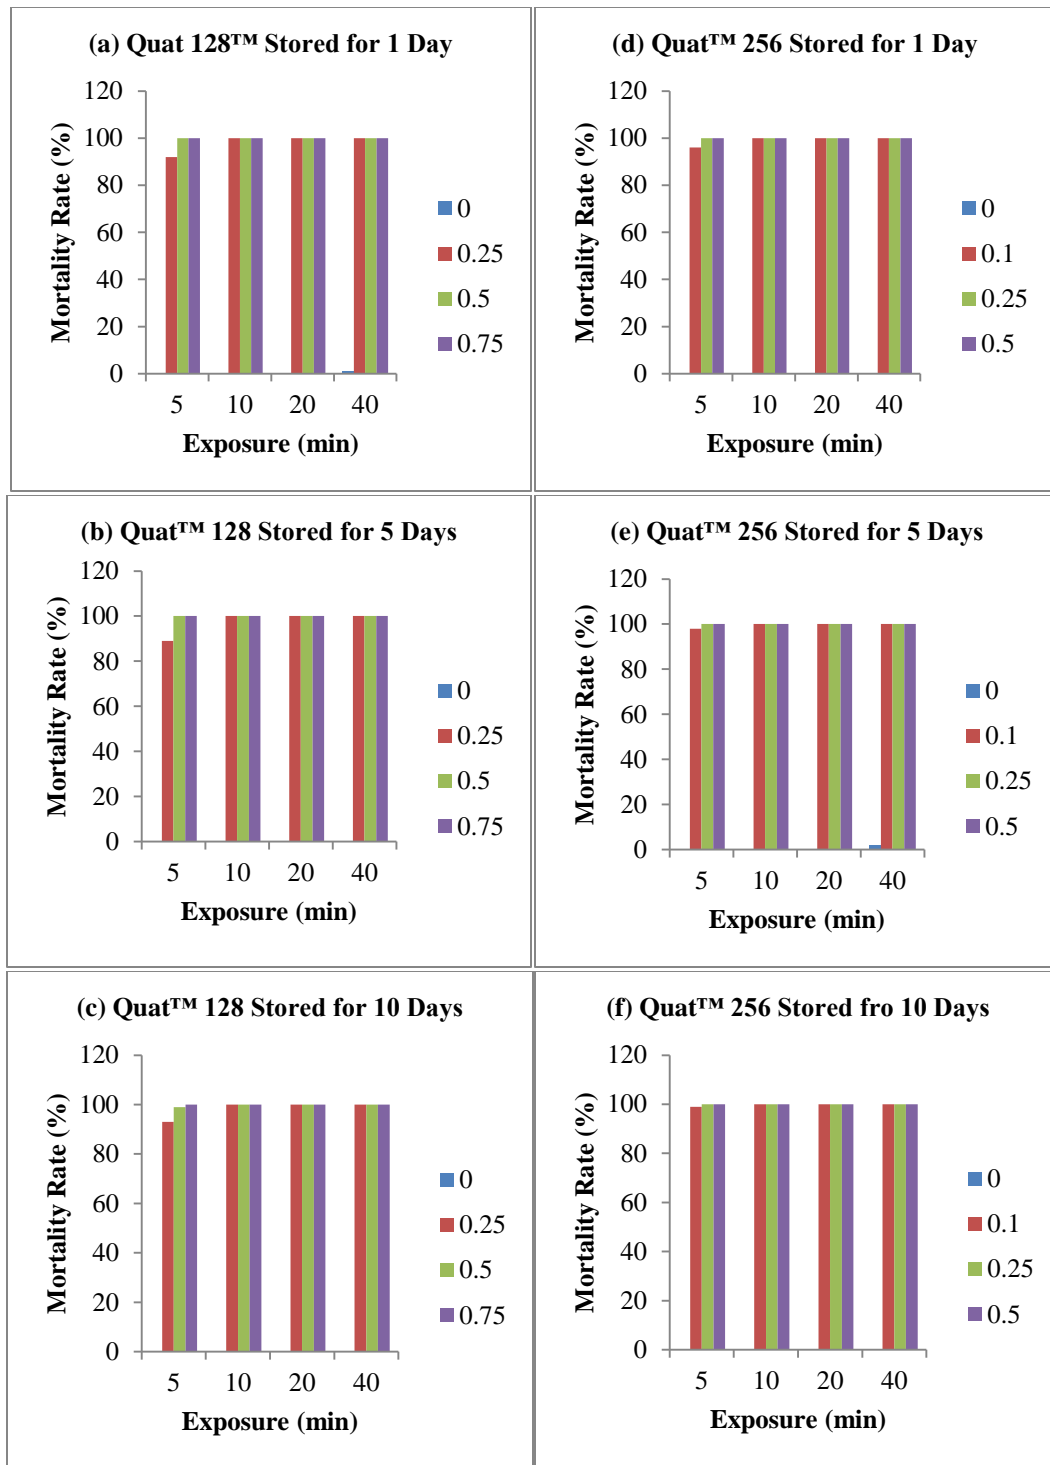 (a) Quat 128™ Stored for 1 Day
Mortality Rate (%)
120
100
80
60
40
20
0
5 10 20 40
Exposure (min)
0
0.25
0.5
0.75
(d) Quat™ 256 Stored for 1 Day
Mortality Rate (%)
120
100
80
60
40
20
0
5 10 20 40
Exposure (min)
0
0.1
0.25
0.5
(b) Quat™ 128 Stored for 5 Days
Mortality Rate (%)
120
100
80
60
40
20
0
5 10 20 40
Exposure (min)
0
0.25
0.5
0.75
(e) Quat™ 256 Stored for 5 Days
Mortality Rate (%)
120
100
80
60
40
20
0
5 10 20 40
Exposure (min)
0
0.1
0.25
0.5
(c) Quat™ 128 Stored for 10 Days
Mortality Rate (%)
120
100
80
60
40
20
0
5 10 20 40
Exposure (min)
0
0.25
0.5
0.75
(f) Quat™ 256 Stored fro 10 Days
Mortality Rate (%)
120
100
80
60
40
20
0
5 10 20 40
Exposure (min)
0
0.1
0.25
0.5